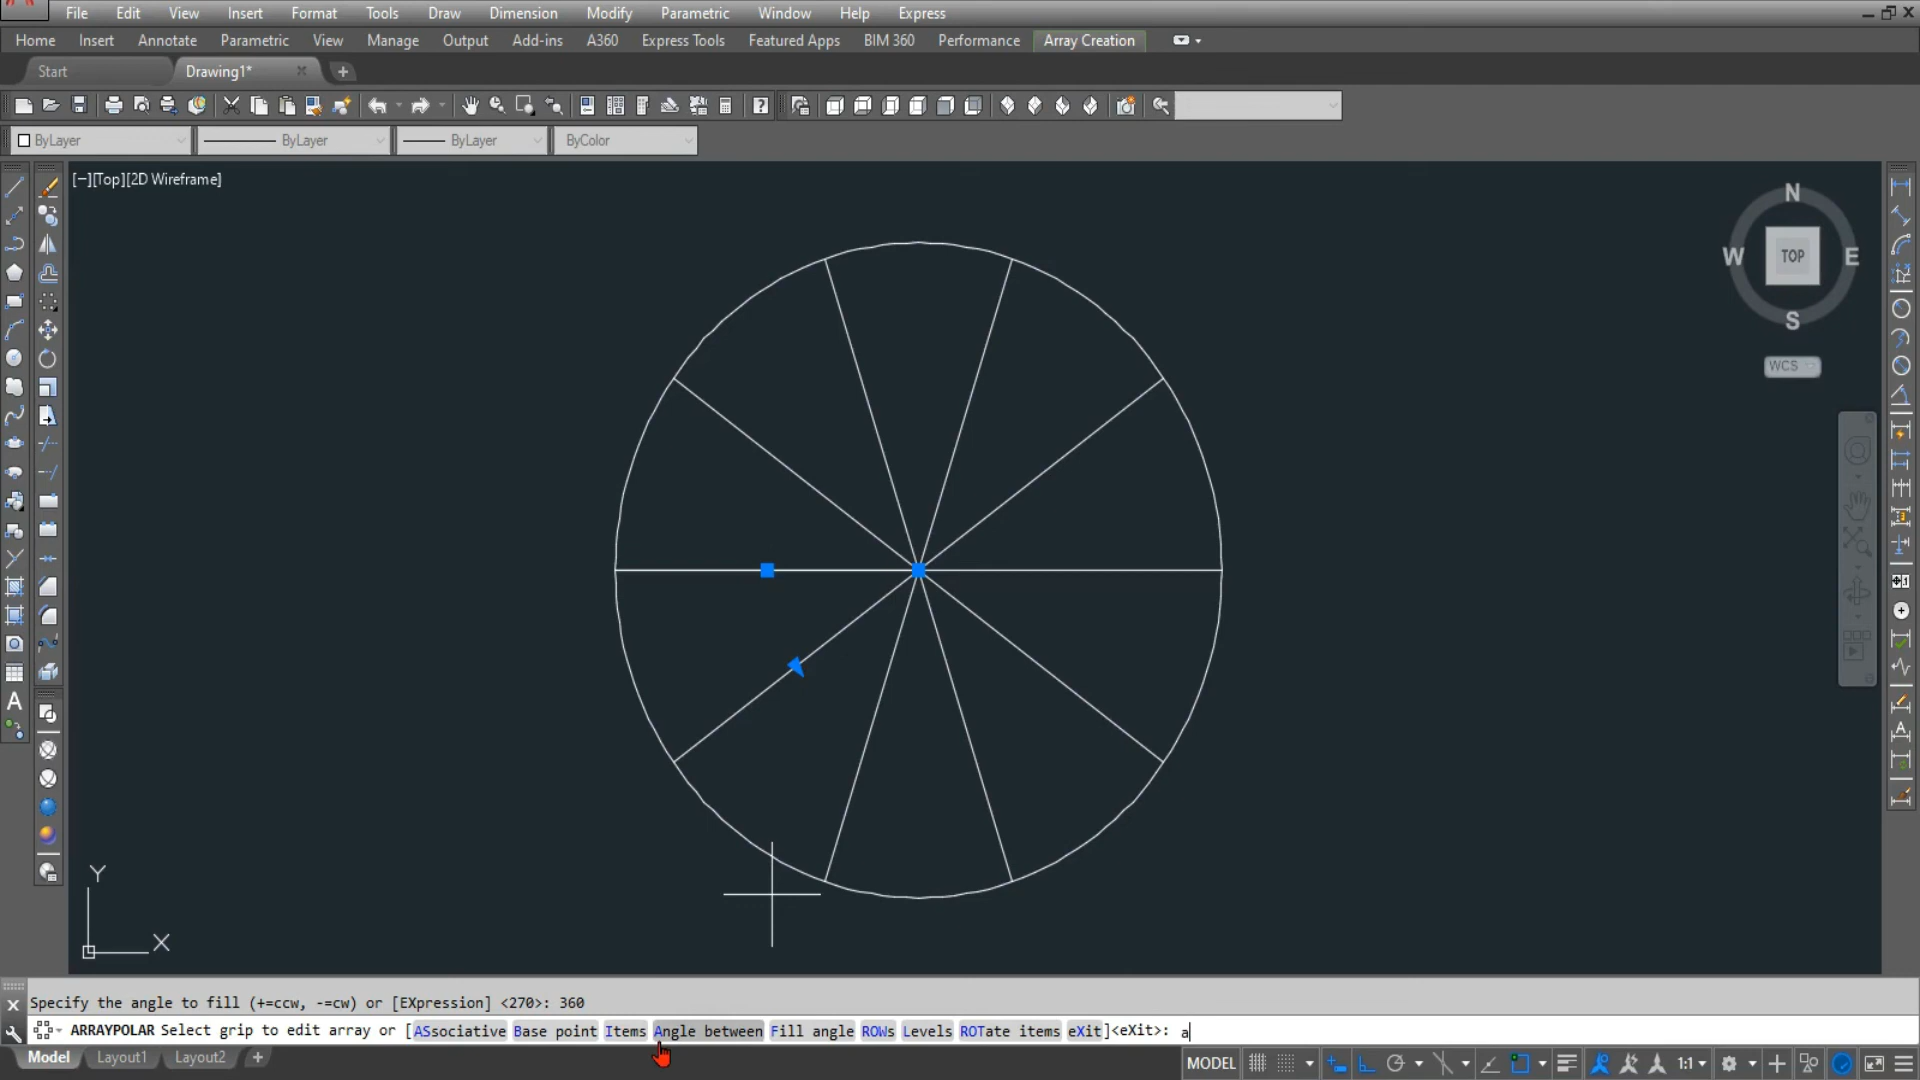 File Edit View Insert Format Tools Draw Dimension Modify Parametric Window Help Express
Home Insert Annotate Parametric View Manage Output Add-ins A360 Express Tools Featured Apps BIM 360 Performance Array Creation
Start Drawing1*
ByLayer ByLayer ByLayer ByColor
[−][Top][2D Wireframe]
N
W TOP E
S
WCS
Y
X
Specify the angle to fill (+=ccw, -=cw) or [EXpression] <270>: 360
ARRAYPOLAR Select grip to edit array or [ASsociative Base point Items Angle between Fill angle ROWs Levels ROTate items eXit]<eXit>: a
Model Layout1 Layout2 MODEL 1:1